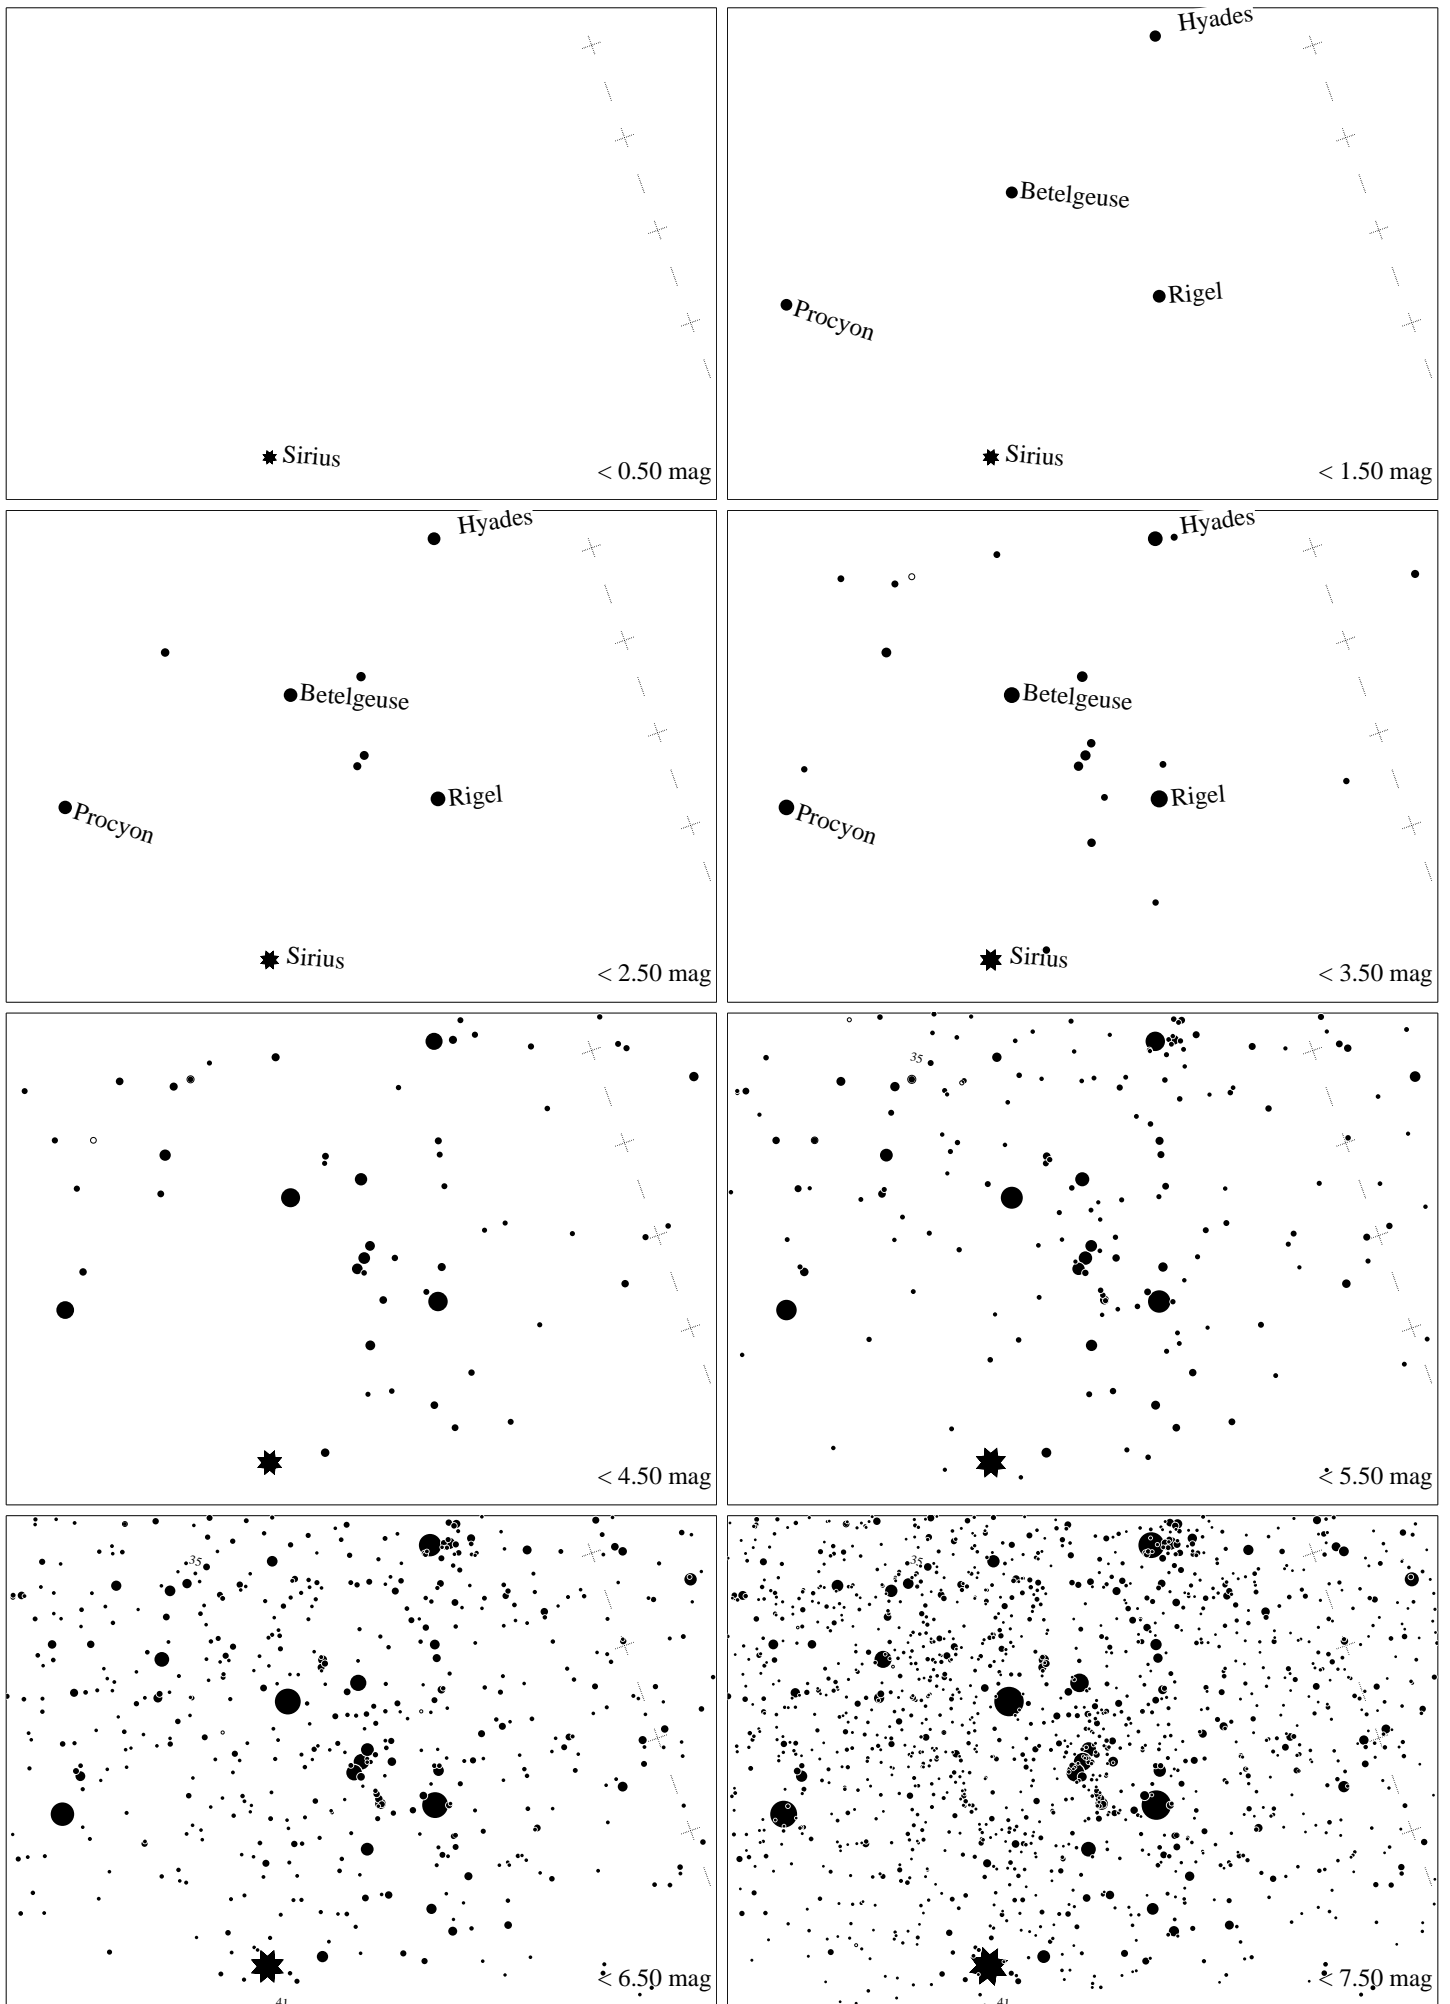 Sirius
< 0.50 mag
Hyades
Betelgeuse
Rigel
Procyon
Sirius
< 1.50 mag
Hyades
Betelgeuse
Rigel
Procyon
Sirius
< 2.50 mag
Hyades
Betelgeuse
Rigel
Procyon
Sirius
< 3.50 mag
< 4.50 mag
35
< 5.50 mag
35
< 6.50 mag
35
< 7.50 mag